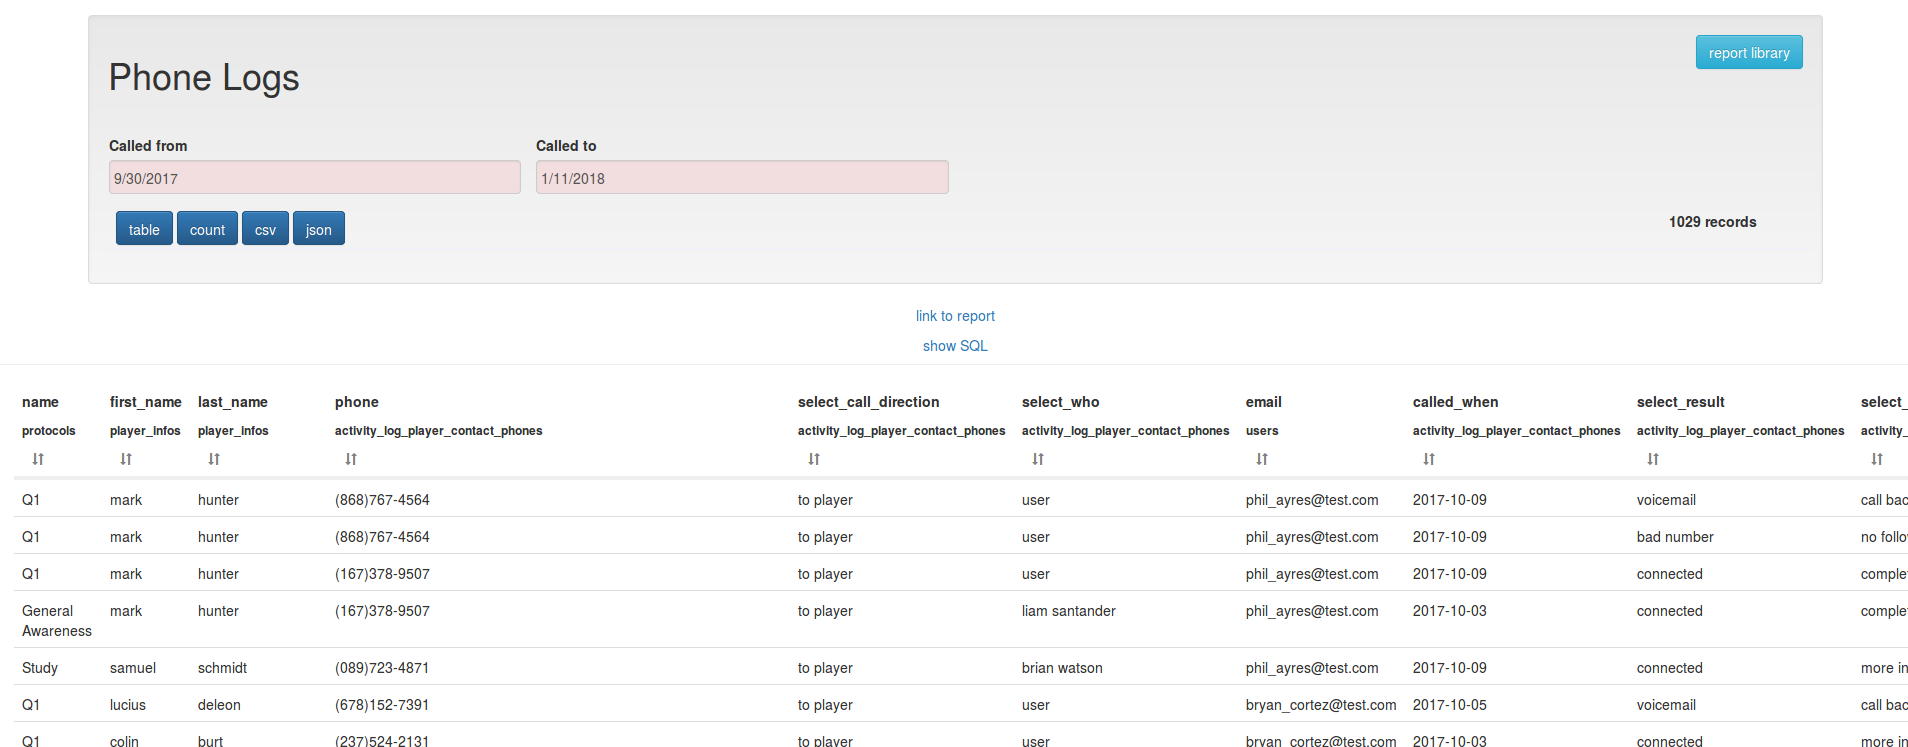 report library
Phone Logs
Called from Called to
9/30/2017 1/11/2018
table count csv json 1029 records
link to report
show SQL
name first_name last_name phone select_call_direction select_who email called_when select_result select_
protocols player_infos player_infos activity_log_player_contact_phones activity_log_player_contact_phones activity_log_player_contact_phones users activity_log_player_contact_phones activity_log_player_contact_phones activity_
Q1 mark hunter (868)767-4564 to player user phil_ayres@test.com 2017-10-09 voicemail call bac
Q1 mark hunter (868)767-4564 to player user phil_ayres@test.com 2017-10-09 bad number no follo
Q1 mark hunter (167)378-9507 to player user phil_ayres@test.com 2017-10-09 connected comple
General mark hunter (167)378-9507 to player liam santander phil_ayres@test.com 2017-10-03 connected comple
Awareness
Study samuel schmidt (089)723-4871 to player brian watson phil_ayres@test.com 2017-10-09 connected more in
Q1 lucius deleon (678)152-7391 to player user bryan_cortez@test.com 2017-10-05 voicemail call bac
Q1 colin burt (237)524-2131 to player user bryan_cortez@test.com 2017-10-03 connected more in